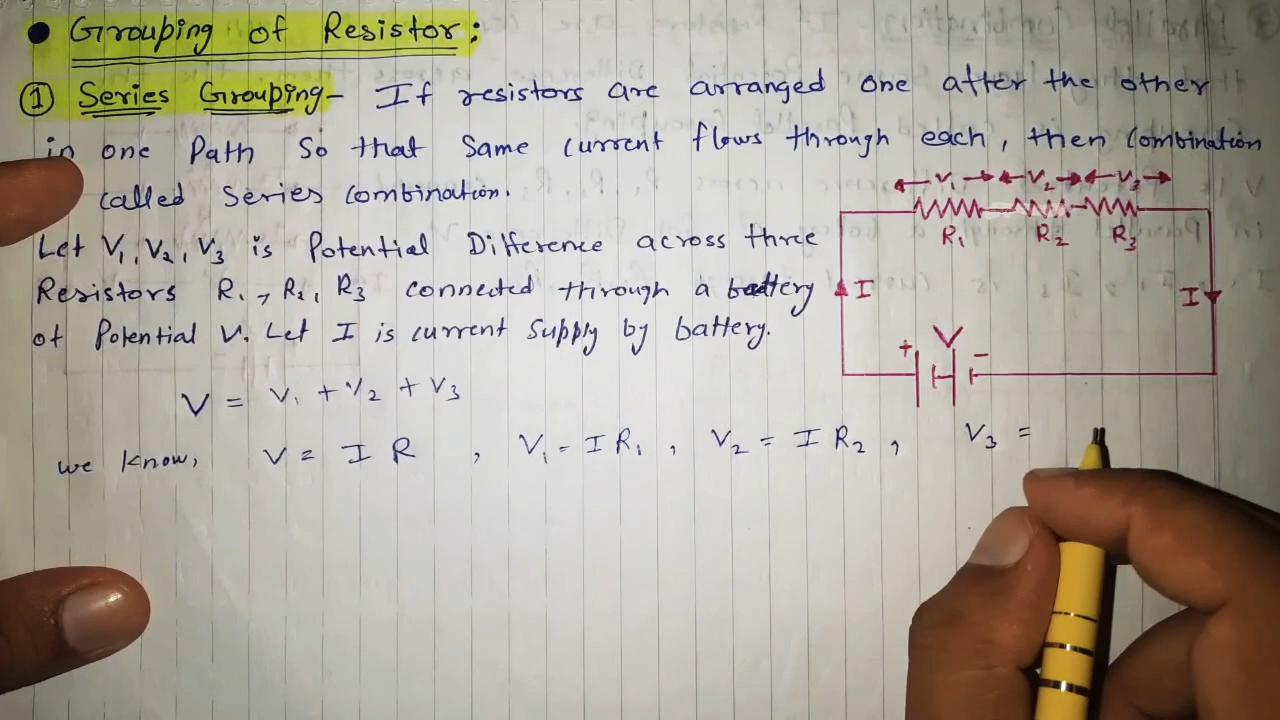 • Grouping of Resistor:
① Series Grouping - If resistors are arranged one after the other
in one Path So that Same current flows through each, then combination
called Series combination.
Let V₁, V₂, V₃ is Potential Difference across three
Resistors R₁, R₂, R₃ connected through a battery
of Potential V. Let I is current supply by battery.
V = V₁ + V₂ + V₃
we know, V = I R , V₁ = I R₁ , V₂ = I R₂ , V₃ =
V₁ V₂ V₃
R₁ R₂ R₃
I I
V
+ -